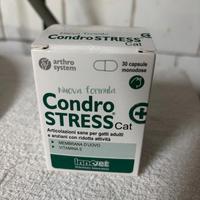 arthro
system
30 capsule
monodose
Nuova formula
Condro
STRESS®
Cat
Articolazioni sane per gatti adulti
e anziani con ridotta attività
MEMBRANA D'UOVO
VITAMINA E
innovet